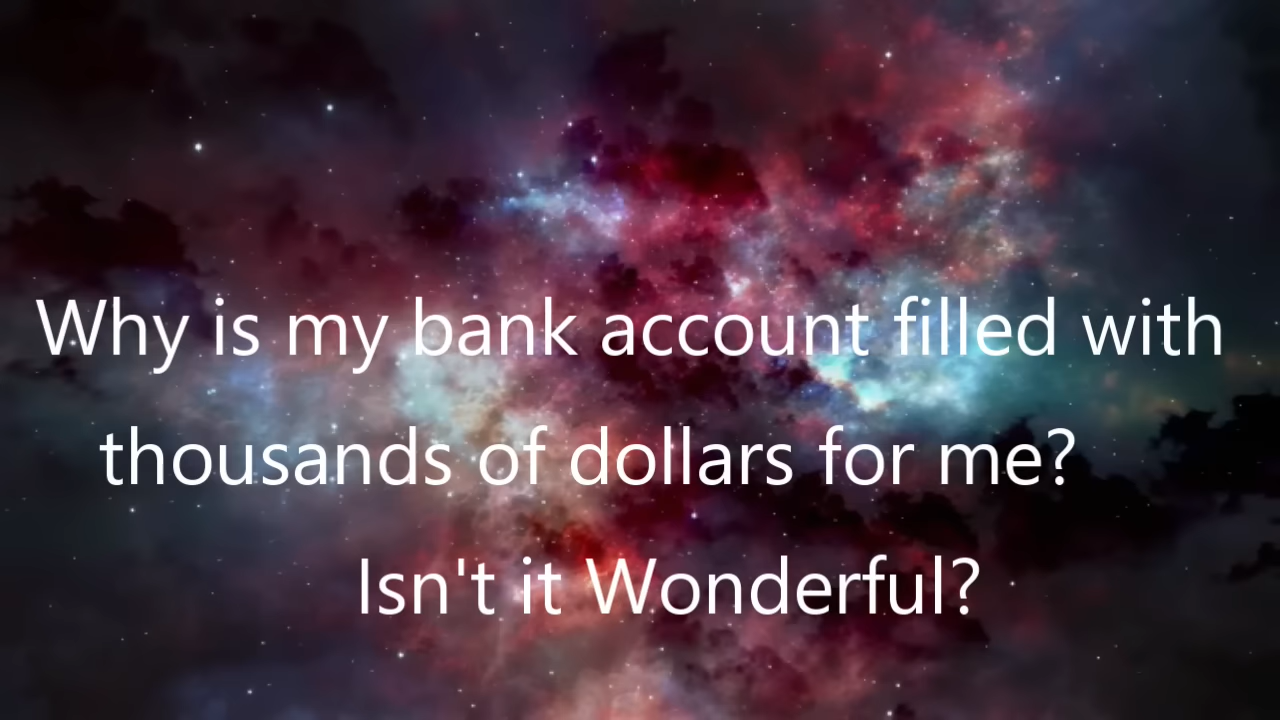 Why is my bank account filled with
thousands of dollars for me?
Isn't it Wonderful?